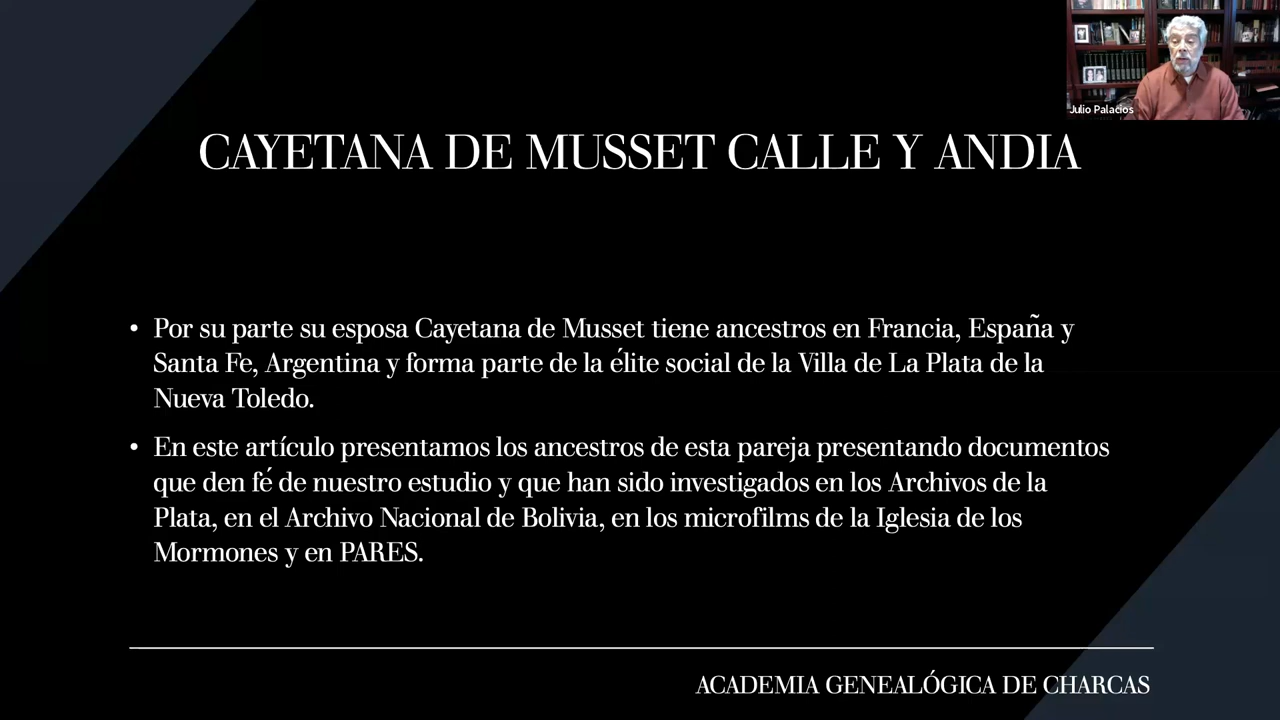 Julio Palacios
CAYETANA DE MUSSET CALLE Y ANDIA
• Por su parte su esposa Cayetana de Musset tiene ancestros en Francia, España y
Santa Fe, Argentina y forma parte de la élite social de la Villa de La Plata de la
Nueva Toledo.
• En este artículo presentamos los ancestros de esta pareja presentando documentos
que den fé de nuestro estudio y que han sido investigados en los Archivos de la
Plata, en el Archivo Nacional de Bolivia, en los microfilms de la Iglesia de los
Mormones y en PARES.
ACADEMIA GENEALÓGICA DE CHARCAS